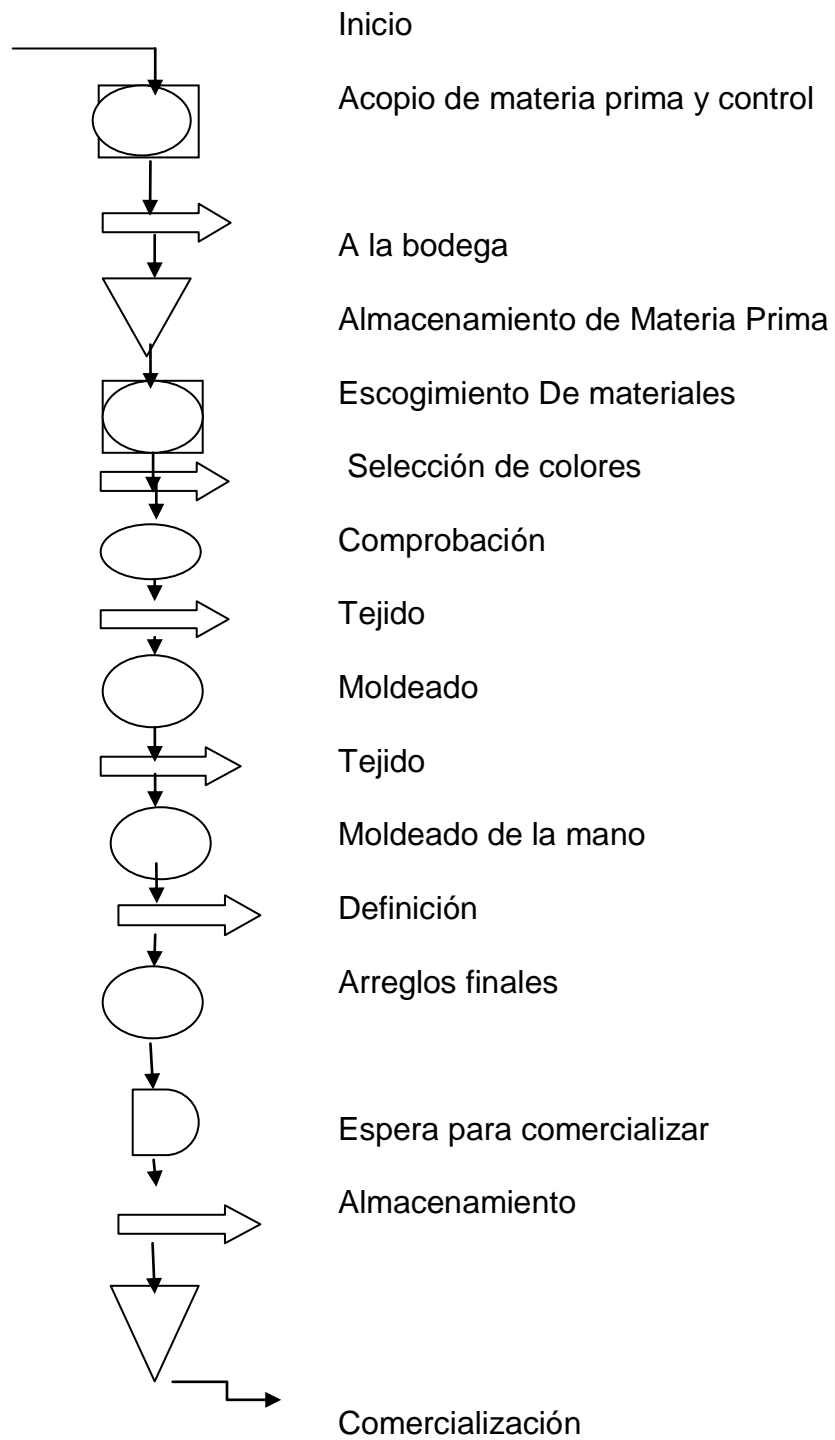 Inicio
Acopio de materia prima y control
A la bodega
Almacenamiento de Materia Prima
Escogimiento De materiales
Selección de colores
Comprobación
Tejido
Moldeado
Tejido
Moldeado de la mano
Definición
Arreglos finales
Espera para comercializar
Almacenamiento
Comercialización